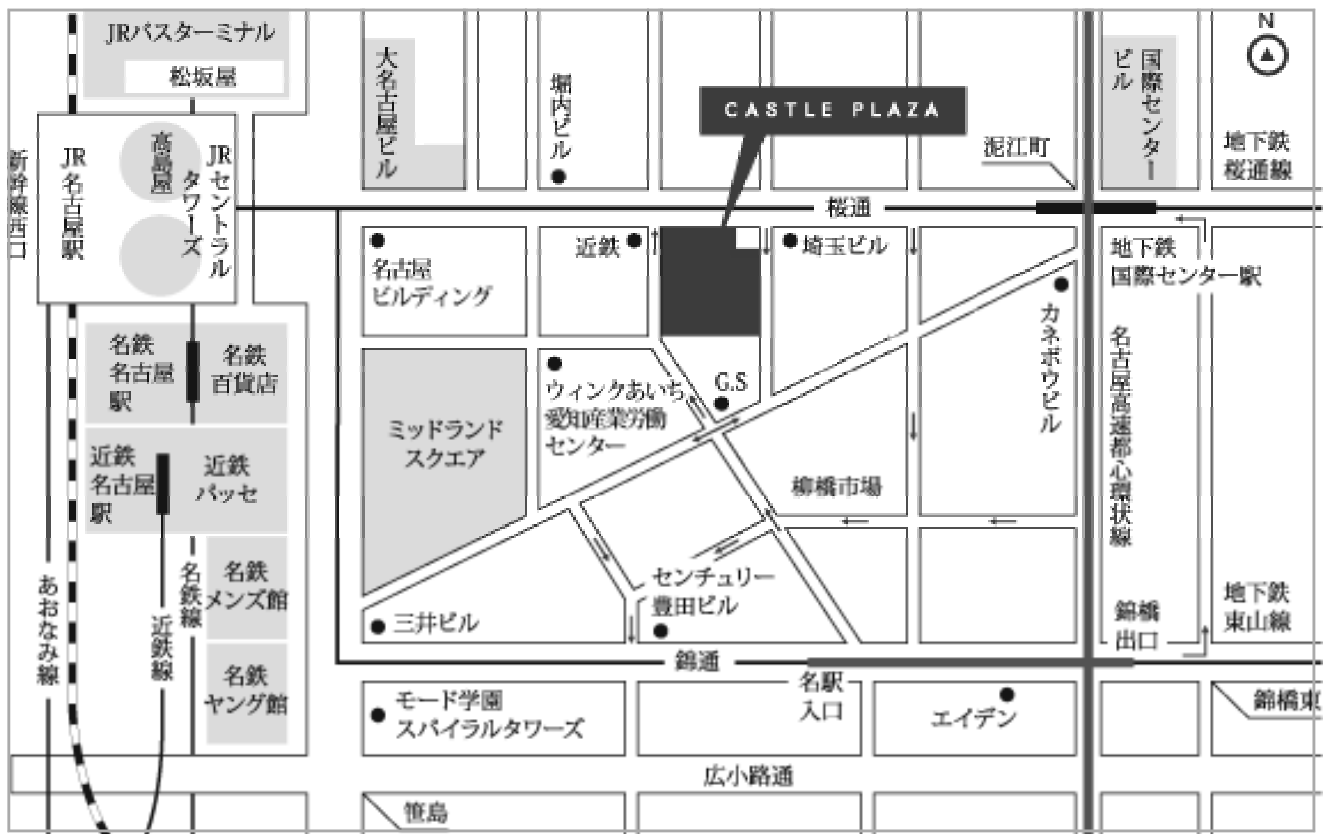 JRバスターミナル
松坂屋
大名古屋ビル
堀内ビル
CASTLE PLAZA
泥江町
国際センター
ビル
N
地下鉄
桜通線
新幹線西口
JR名古屋駅
高島屋
JRセントラル
タワーズ
桜通
名古屋
ビルディング
近鉄
埼玉ビル
地下鉄
国際センター駅
カネボウビル
名古屋高速都心環状線
名鉄
名古屋
駅
名鉄
百貨店
ミッドランド
スクエア
ウィンクあいち
愛知産業労働
センター
G.S
近鉄
名古屋
駅
近鉄
パッセ
柳橋市場
あおなみ線
近鉄線
名鉄線
名鉄
メンズ館
三井ビル
センチュリー
豊田ビル
錦橋
出口
地下鉄
東山線
錦通
名鉄
ヤング館
モード学園
スパイラルタワーズ
名駅
入口
エイデン
錦橋東
広小路通
笹島